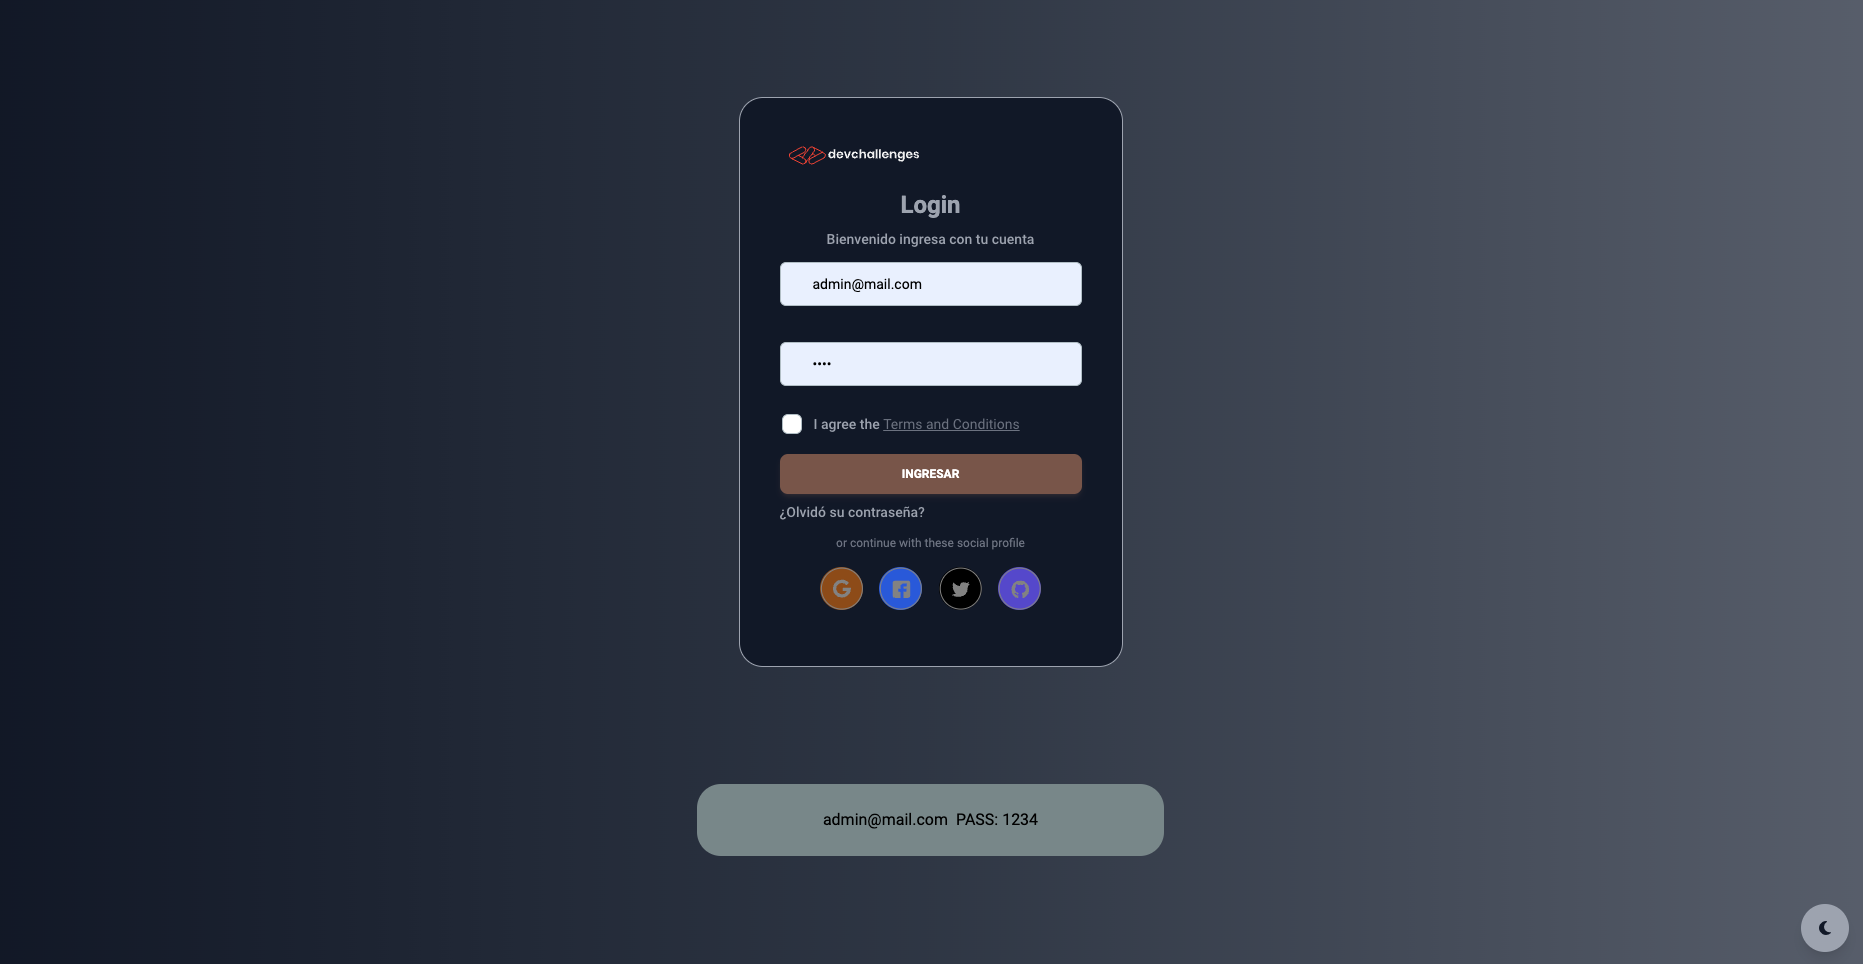 devchallenges
Login
Bienvenido ingresa con tu cuenta
admin@mail.com
••••
I agree the Terms and Conditions
INGRESAR
¿Olvidó su contraseña?
or continue with these social profile
admin@mail.com PASS: 1234